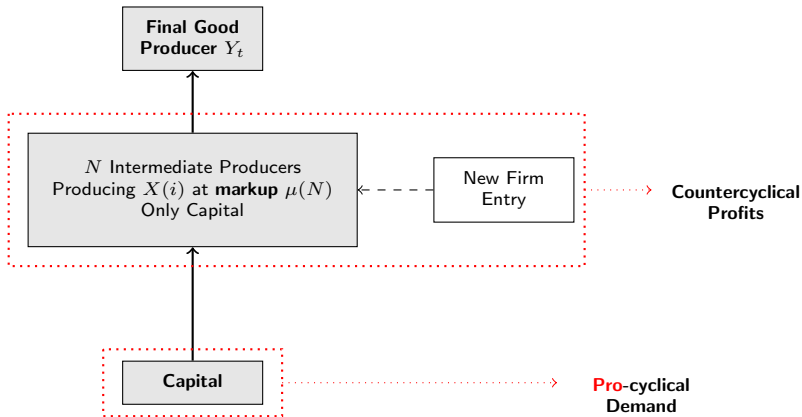 Final Good
Producer Y_t
N Intermediate Producers
Producing X(i) at markup μ(N)
Only Capital
New Firm
Entry
Countercyclical
Profits
Capital
Pro-cyclical
Demand